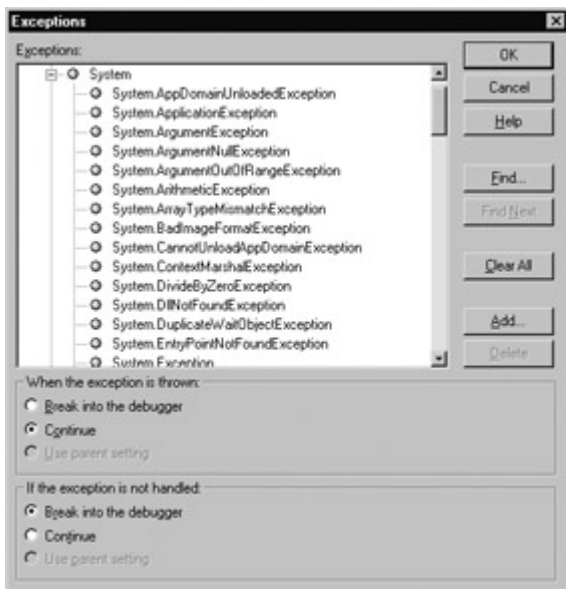 Exceptions
Exceptions:
System
System.AppDomainUnloadedException
System.ApplicationException
System.ArgumentException
System.ArgumentNullException
System.ArgumentOutOfRangeException
System.ArithmeticException
System.ArrayTypeMismatchException
System.BadImageFormatException
System.CannotUnloadAppDomainException
System.ContextMarshalException
System.DivideByZeroException
System.DllNotFoundException
System.DuplicateWaitObjectException
System.EntryPointNotFoundException
System.Exception
OK
Cancel
Help
Find...
Find Next
Clear All
Add...
Delete
When the exception is thrown:
Break into the debugger
Continue
Use parent setting
If the exception is not handled:
Break into the debugger
Continue
Use parent setting